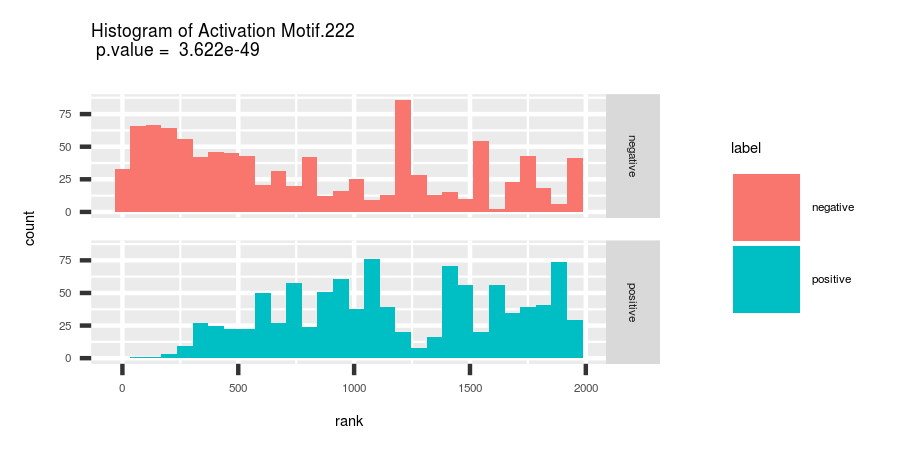 Histogram of Activation Motif.222
p.value =  3.622e-49
count
75
50
25
0
negative
75
50
25
0
positive
0 500 1000 1500 2000
rank
label
negative
positive